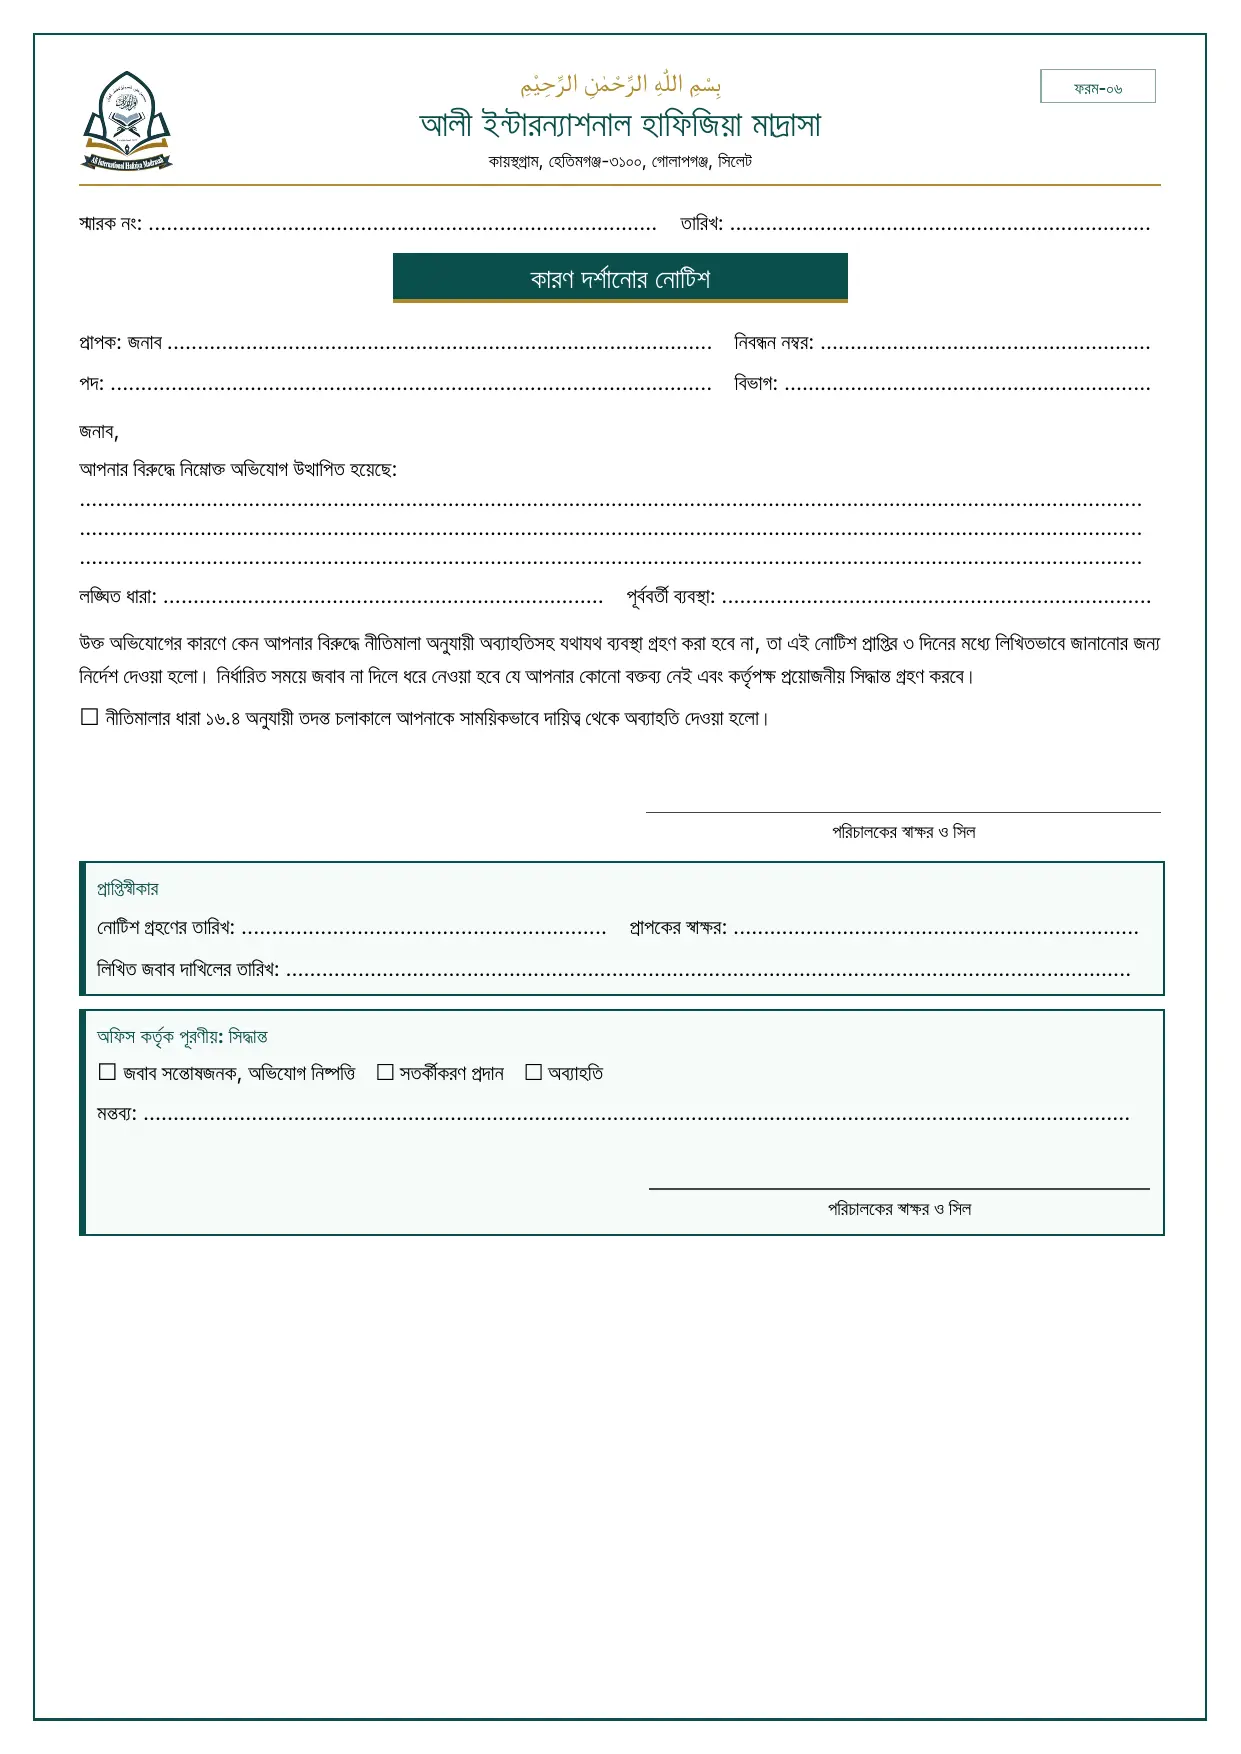 بِسْمِ اللّٰهِ الرَّحْمٰنِ الرَّحِيْمِ
ফরম-০৬
আলী ইন্টারন্যাশনাল হাফিজিয়া মাদ্রাসা
কায়স্থগ্রাম, হেতিমগঞ্জ-৩১০০, গোলাপগঞ্জ, সিলেট
Ali International Hafiziya Madrasah
স্মারক নং: .................................................................................... তারিখ: ......................................................................
কারণ দর্শানোর নোটিশ
প্রাপক: জনাব .......................................................................................... নিবন্ধন নম্বর: .......................................................
পদ: ................................................................................................... বিভাগ: .............................................................
জনাব,
আপনার বিরুদ্ধে নিম্নোক্ত অভিযোগ উত্থাপিত হয়েছে:
................................................................................................................................................................................
................................................................................................................................................................................
................................................................................................................................................................................
লঙ্ঘিত ধারা: ......................................................................... পূর্ববর্তী ব্যবস্থা: .......................................................................
উক্ত অভিযোগের কারণে কেন আপনার বিরুদ্ধে নীতিমালা অনুযায়ী অব্যাহতিসহ যথাযথ ব্যবস্থা গ্রহণ করা হবে না, তা এই নোটিশ প্রাপ্তির ৩ দিনের মধ্যে লিখিতভাবে জানানোর জন্য
নির্দেশ দেওয়া হলো। নির্ধারিত সময়ে জবাব না দিলে ধরে নেওয়া হবে যে আপনার কোনো বক্তব্য নেই এবং কর্তৃপক্ষ প্রয়োজনীয় সিদ্ধান্ত গ্রহণ করবে।
☐ নীতিমালার ধারা ১৬.৪ অনুযায়ী তদন্ত চলাকালে আপনাকে সাময়িকভাবে দায়িত্ব থেকে অব্যাহতি দেওয়া হলো।
পরিচালকের স্বাক্ষর ও সিল
প্রাপ্তিস্বীকার
নোটিশ গ্রহণের তারিখ: ............................................................ প্রাপকের স্বাক্ষর: ...................................................................
লিখিত জবাব দাখিলের তারিখ: ............................................................................................................................................
অফিস কর্তৃক পূরণীয়: সিদ্ধান্ত
☐ জবাব সন্তোষজনক, অভিযোগ নিষ্পত্তি ☐ সতর্কীকরণ প্রদান ☐ অব্যাহতি
মন্তব্য: ...................................................................................................................................................................
পরিচালকের স্বাক্ষর ও সিল